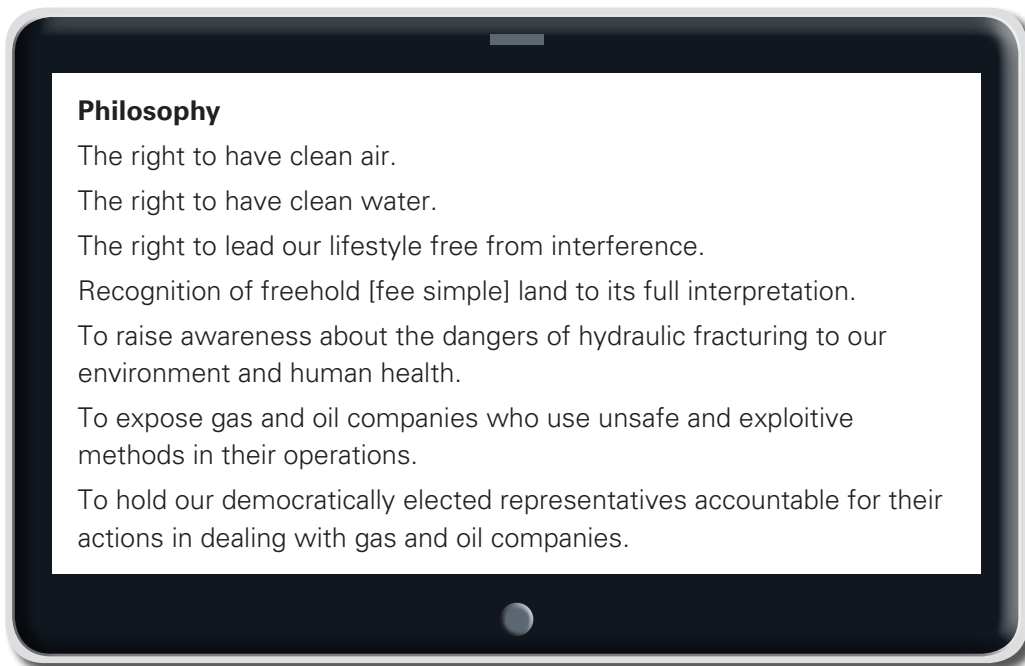 Philosophy
The right to have clean air.
The right to have clean water.
The right to lead our lifestyle free from interference.
Recognition of freehold [fee simple] land to its full interpretation.
To raise awareness about the dangers of hydraulic fracturing to our
environment and human health.
To expose gas and oil companies who use unsafe and exploitive
methods in their operations.
To hold our democratically elected representatives accountable for their
actions in dealing with gas and oil companies.